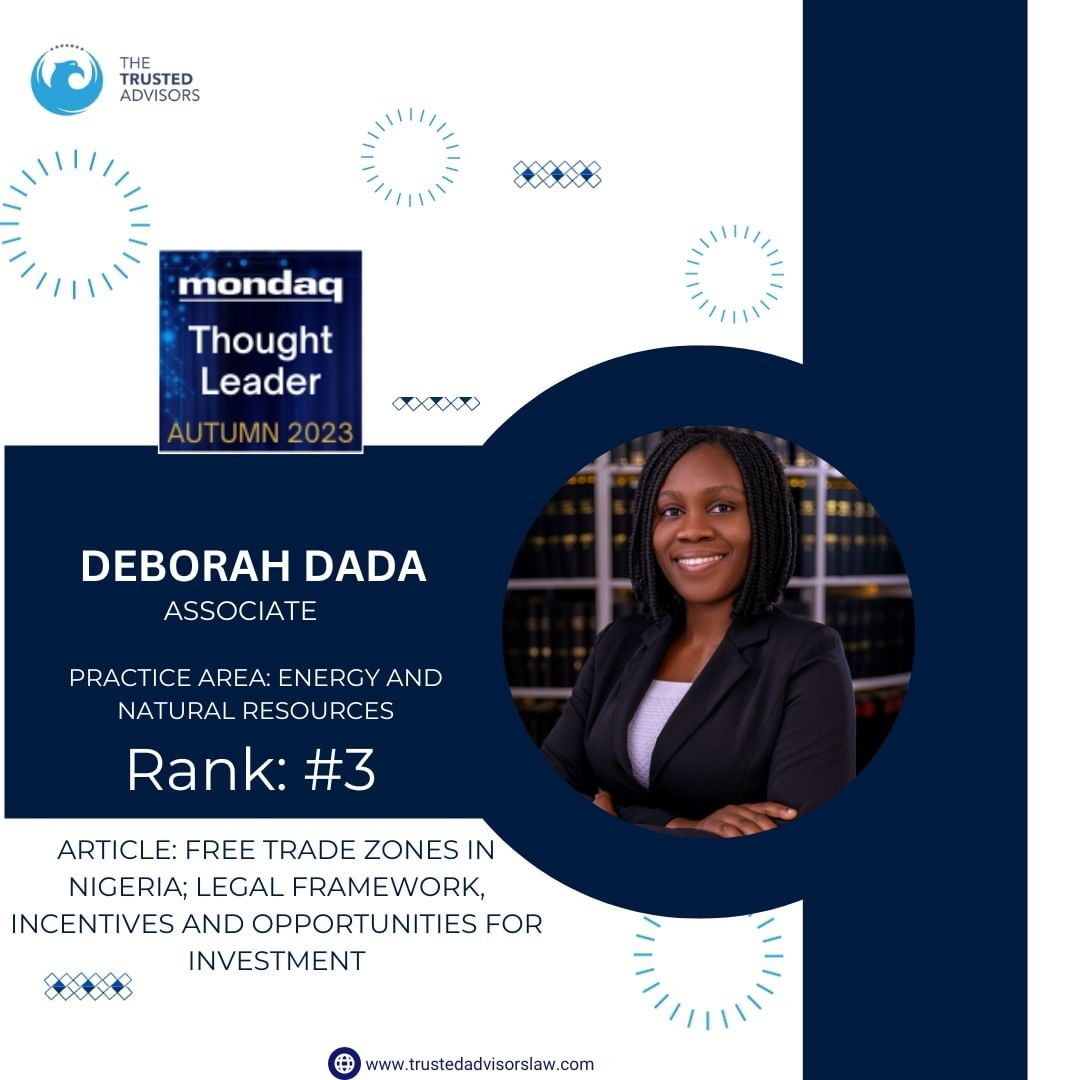 THE
TRUSTED
ADVISORS
mondaq
Thought
Leader
AUTUMN 2023
DEBORAH DADA
ASSOCIATE
PRACTICE AREA: ENERGY AND
NATURAL RESOURCES
Rank: #3
ARTICLE: FREE TRADE ZONES IN
NIGERIA; LEGAL FRAMEWORK,
INCENTIVES AND OPPORTUNITIES FOR
INVESTMENT
www.trustedadvisorslaw.com